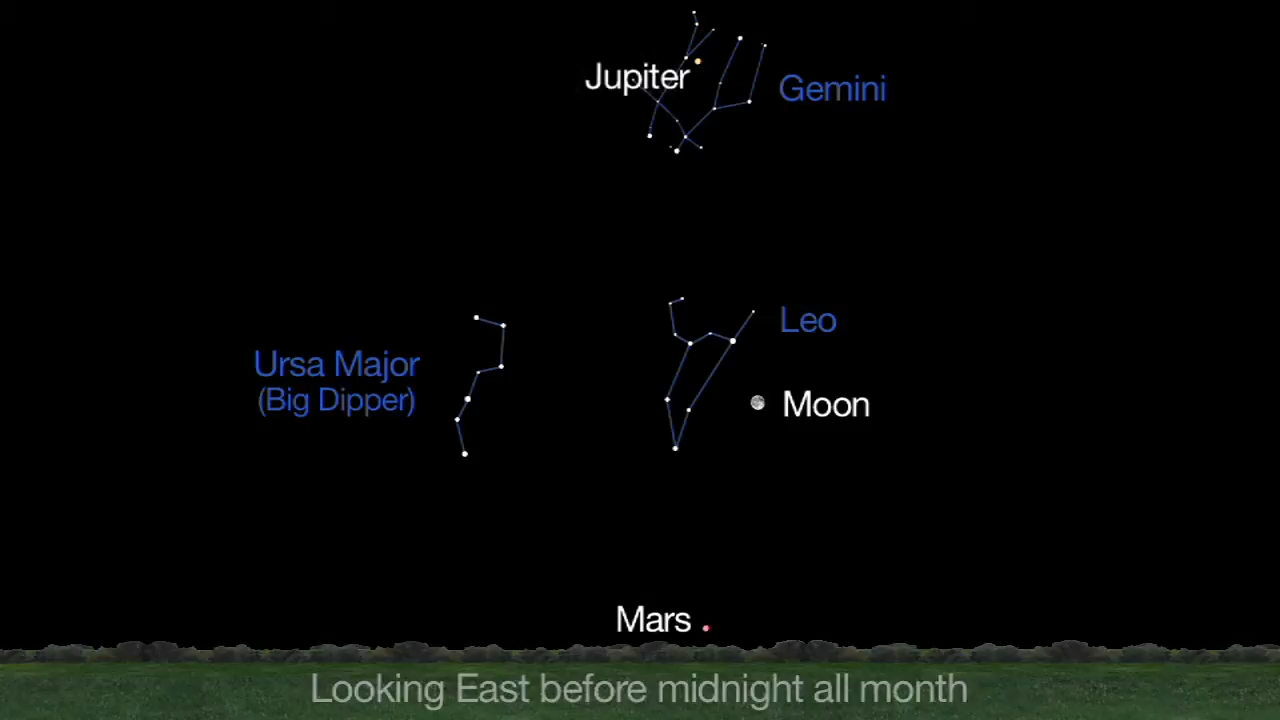 Jupiter
Gemini
Leo
Ursa Major
(Big Dipper)
Moon
Mars
Looking East before midnight all month